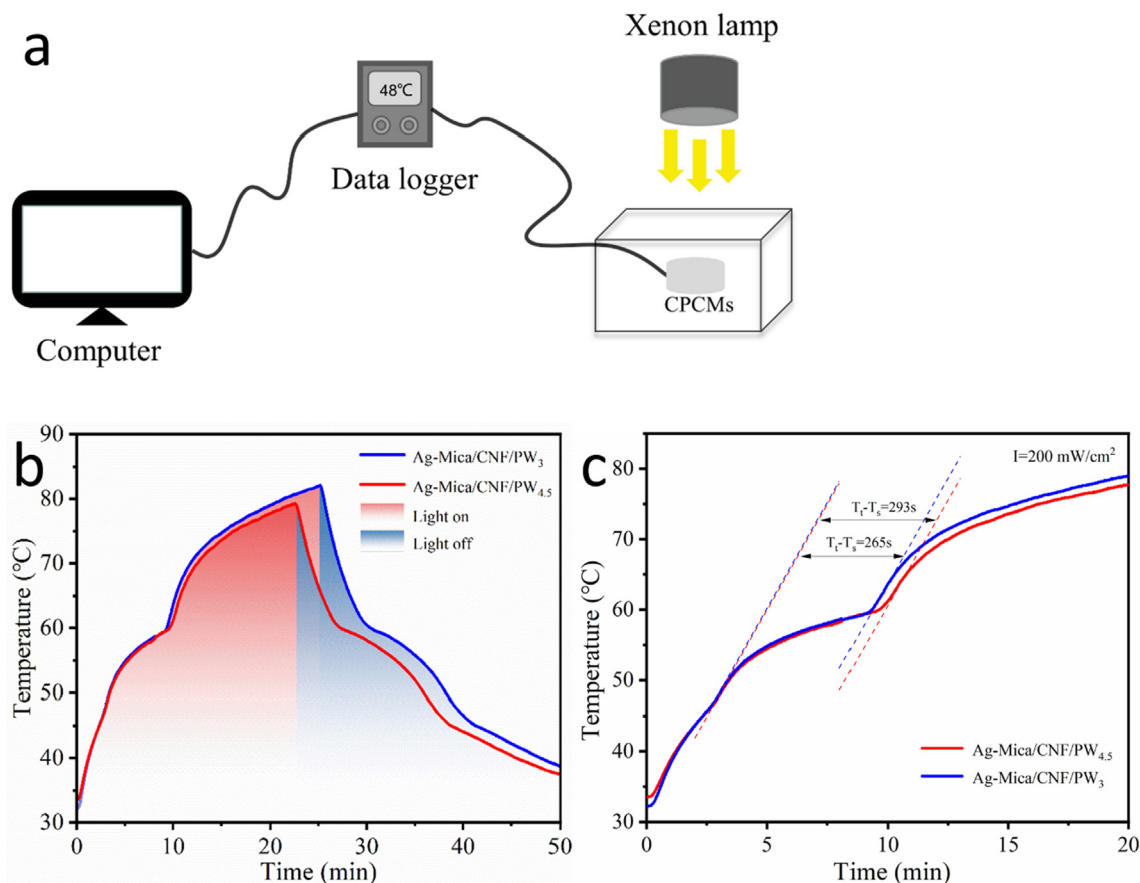 a
Xenon lamp
48℃
Data logger
CPCMs
Computer
b
90
80
70
60
50
40
30
Temperature (℃)
0
10
20
30
40
50
Time (min)
Ag-Mica/CNF/PW₃
Ag-Mica/CNF/PW₄.₅
Light on
Light off
c
80
70
60
50
40
30
Temperature (℃)
0
5
10
15
20
Time (min)
I=200 mW/cm²
Tₜ-Tₛ=293s
Tₜ-Tₛ=265s
Ag-Mica/CNF/PW₄.₅
Ag-Mica/CNF/PW₃